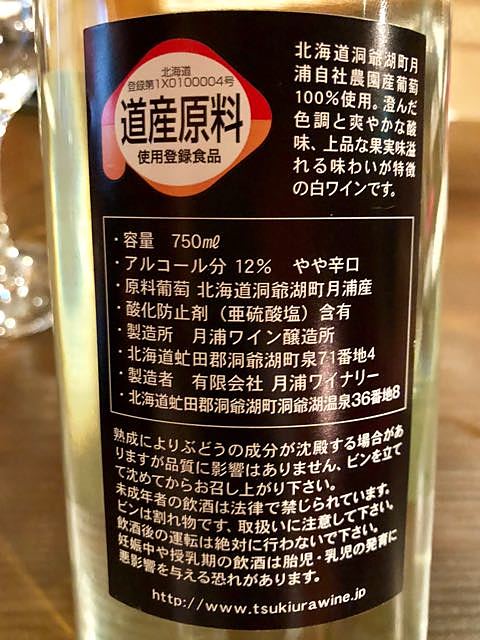 北海道
登録第1X0100004号
道産原料
使用登録食品
北海道洞爺湖町月
浦自社農園産葡萄
100%使用。澄んだ
色調と爽やかな酸
味、上品な果実味溢
れる味わいが特徴
の白ワインです。
・容量 750mℓ
・アルコール分 12% やや辛口
・原料葡萄 北海道洞爺湖町月浦産
・酸化防止剤（亜硫酸塩）含有
・製造所 月浦ワイン醸造所
・北海道虻田郡洞爺湖町泉71番地4
・製造者 有限会社 月浦ワイナリー
・北海道虻田郡洞爺湖町洞爺湖温泉36番地8
熟成によりぶどうの成分が沈殿する場合があ
りますが品質に影響はありません、ビンを立て
て沈めてからお召し上がり下さい。
未成年者の飲酒は法律で禁じられています。
ビンは割れ物です、取扱いに注意して下さい。
飲酒後の運転は絶対に行わないで下さい。
妊娠中や授乳期の飲酒は胎児・乳児の発育に
悪影響を与える恐れがあります。
http://www.tsukiurawine.jp